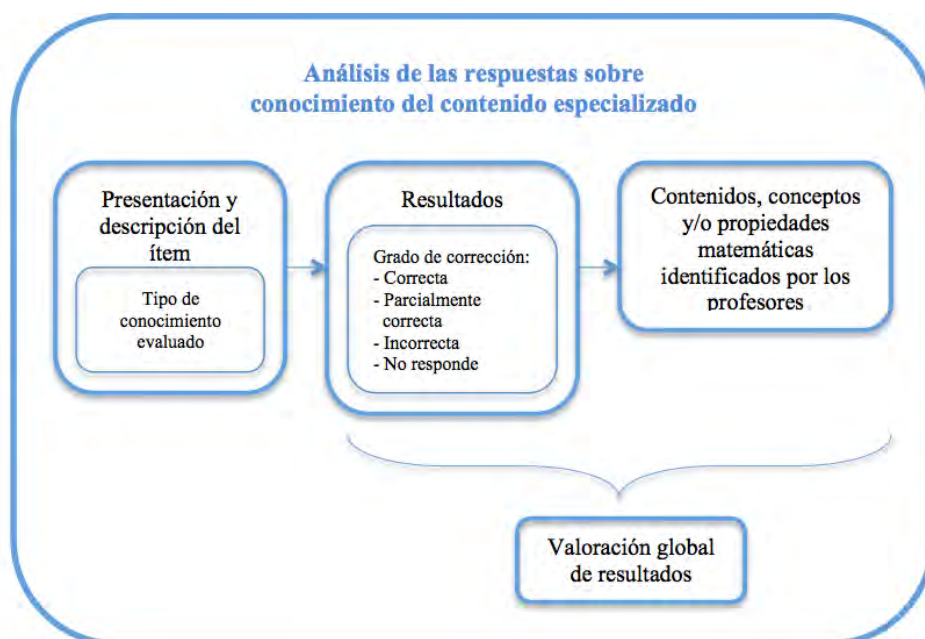 Análisis de las respuestas sobre
conocimiento del contenido especializado
Presentación y
descripción del
ítem
Tipo de
conocimiento
evaluado
Resultados
Grado de corrección:
- Correcta
- Parcialmente
correcta
- Incorrecta
- No responde
Contenidos, conceptos
y/o propiedades
matemáticas
identificados por los
profesores
Valoración global
de resultados